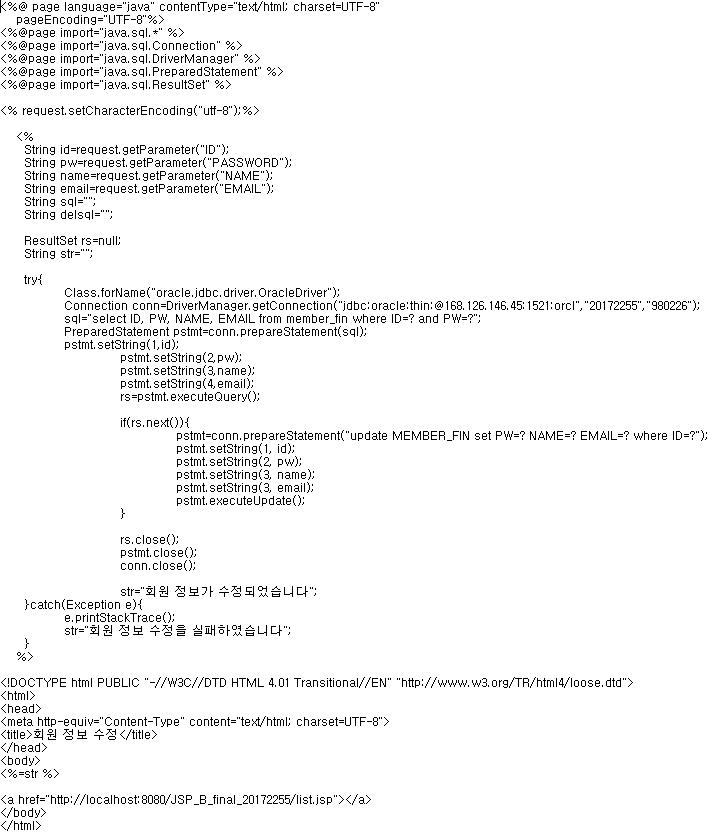 <%@ page language="java" contentType="text/html; charset=UTF-8"
pageEncoding="UTF-8"%>
<%@page import="java.sql.*" %>
<%@page import="java.sql.Connection" %>
<%@page import="java.sql.DriverManager" %>
<%@page import="java.sql.PreparedStatement" %>
<%@page import="java.sql.ResultSet" %>
<% request.setCharacterEncoding("utf-8");%>
<%
String id=request.getParameter("ID");
String pw=request.getParameter("PASSWORD");
String name=request.getParameter("NAME");
String email=request.getParameter("EMAIL");
String sql="";
String delsql="";
ResultSet rs=null;
String str="";
try{
Class.forName("oracle.jdbc.driver.OracleDriver");
Connection conn=DriverManager.getConnection("jdbc:oracle:thin:@168.126.146.45:1521:orcl","20172255","980226");
sql="select ID, PW, NAME, EMAIL from member_fin where ID=? and PW=?";
PreparedStatement pstmt=conn.prepareStatement(sql);
pstmt.setString(1,id);
pstmt.setString(2,pw);
pstmt.setString(3,name);
pstmt.setString(4,email);
rs=pstmt.executeQuery();
if(rs.next()){
pstmt=conn.prepareStatement("update MEMBER_FIN set PW=? NAME=? EMAIL=? where ID=?");
pstmt.setString(1, id);
pstmt.setString(2, pw);
pstmt.setString(3, name);
pstmt.setString(3, email);
pstmt.executeUpdate();
}
rs.close();
pstmt.close();
conn.close();
str="회원 정보가 수정되었습니다";
}catch(Exception e){
e.printStackTrace();
str="회원 정보 수정을 실패하였습니다";
}
%>
<!DOCTYPE html PUBLIC "-//W3C//DTD HTML 4.01 Transitional//EN" "http://www.w3.org/TR/html4/loose.dtd">
<html>
<head>
<meta http-equiv="Content-Type" content="text/html; charset=UTF-8">
<title>회원 정보 수정</title>
</head>
<body>
<%=str %>
<a href="http://localhost:8080/JSP_B_final_20172255/list.jsp"></a>
</body>
</html>